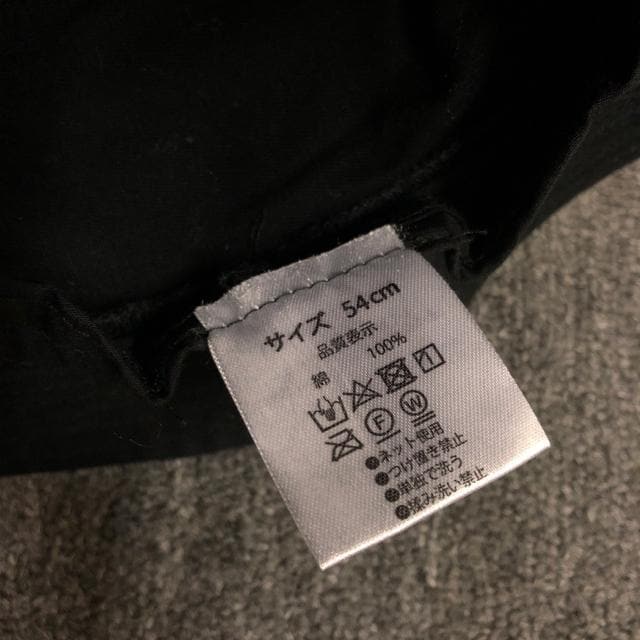 サイズ 54cm
品質表示
綿 100%
F W
ネット使用
つけ置き禁止
単独で洗う
揉み洗い禁止